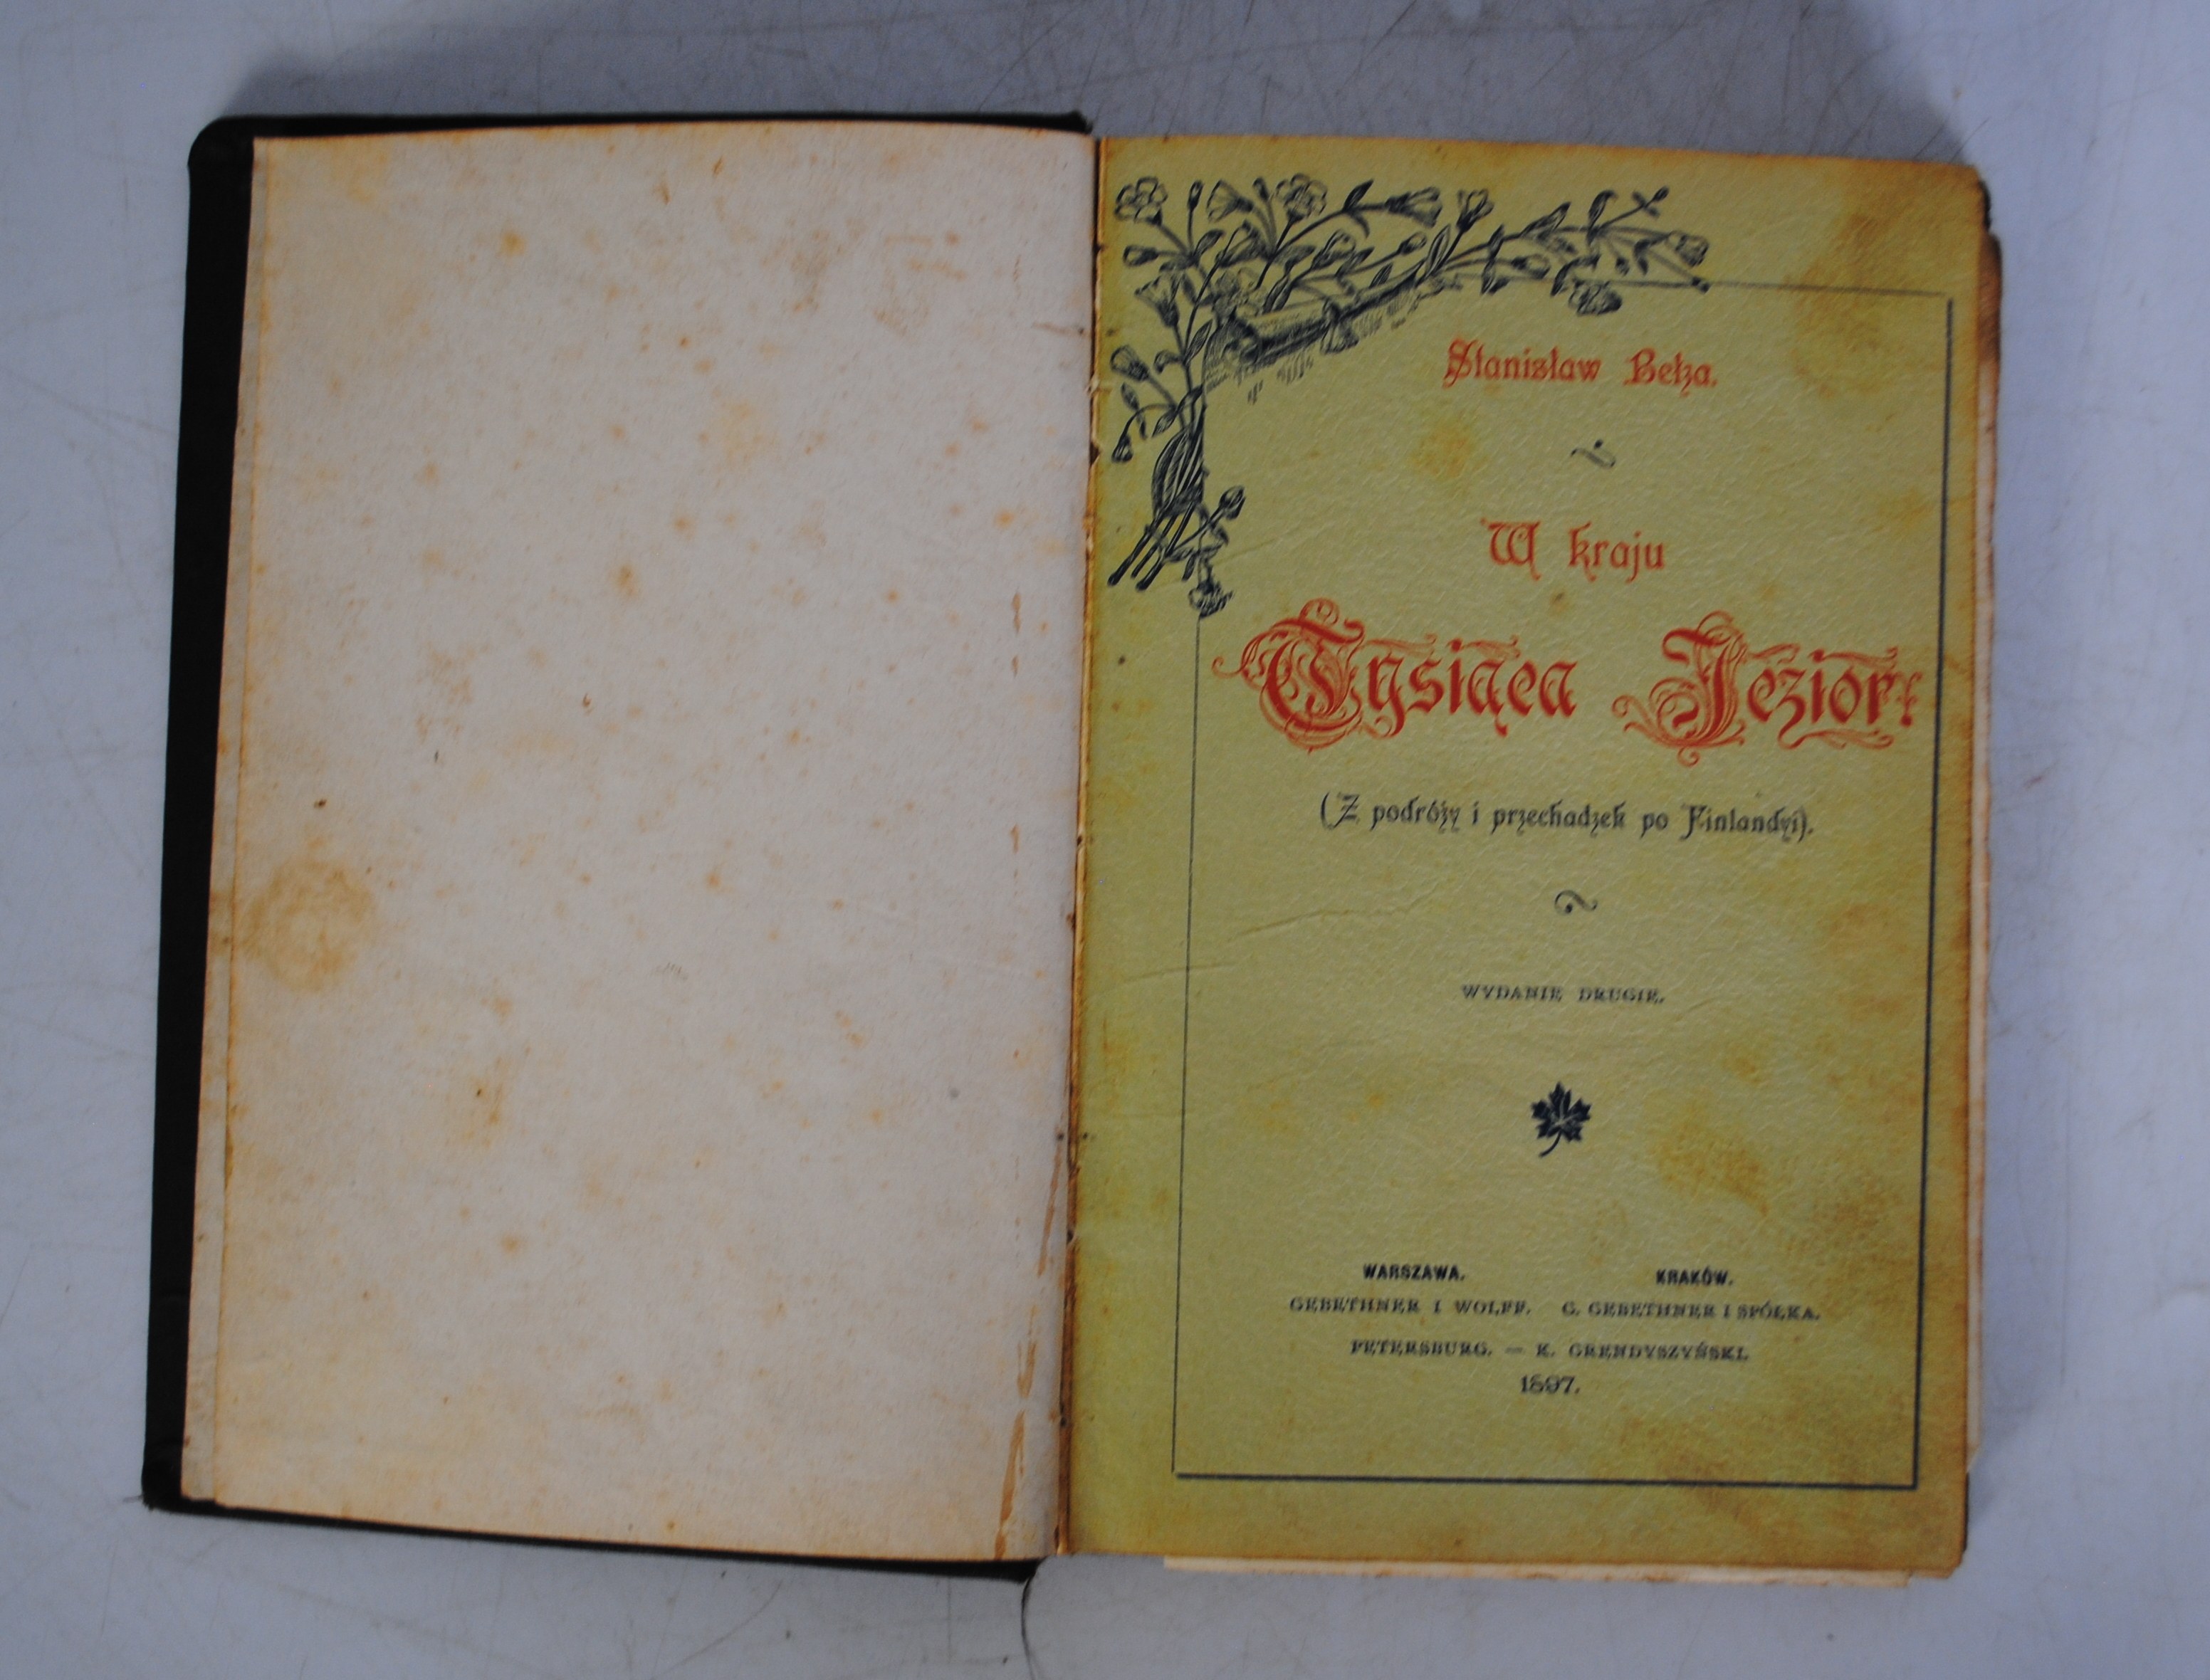 Stanisław Bełza.
W kraju
Tysiąca Jezior.
(Z podróży i przechadzek po Finlandyi).
WYDANIE DRUGIE.
WARSZAWA. KRAKÓW.
GEBETHNER I WOLFF. G. GEBETHNER I SPÓŁKA.
PETERSBURG. — K. GRENDYSZYŃSKI.
1897.